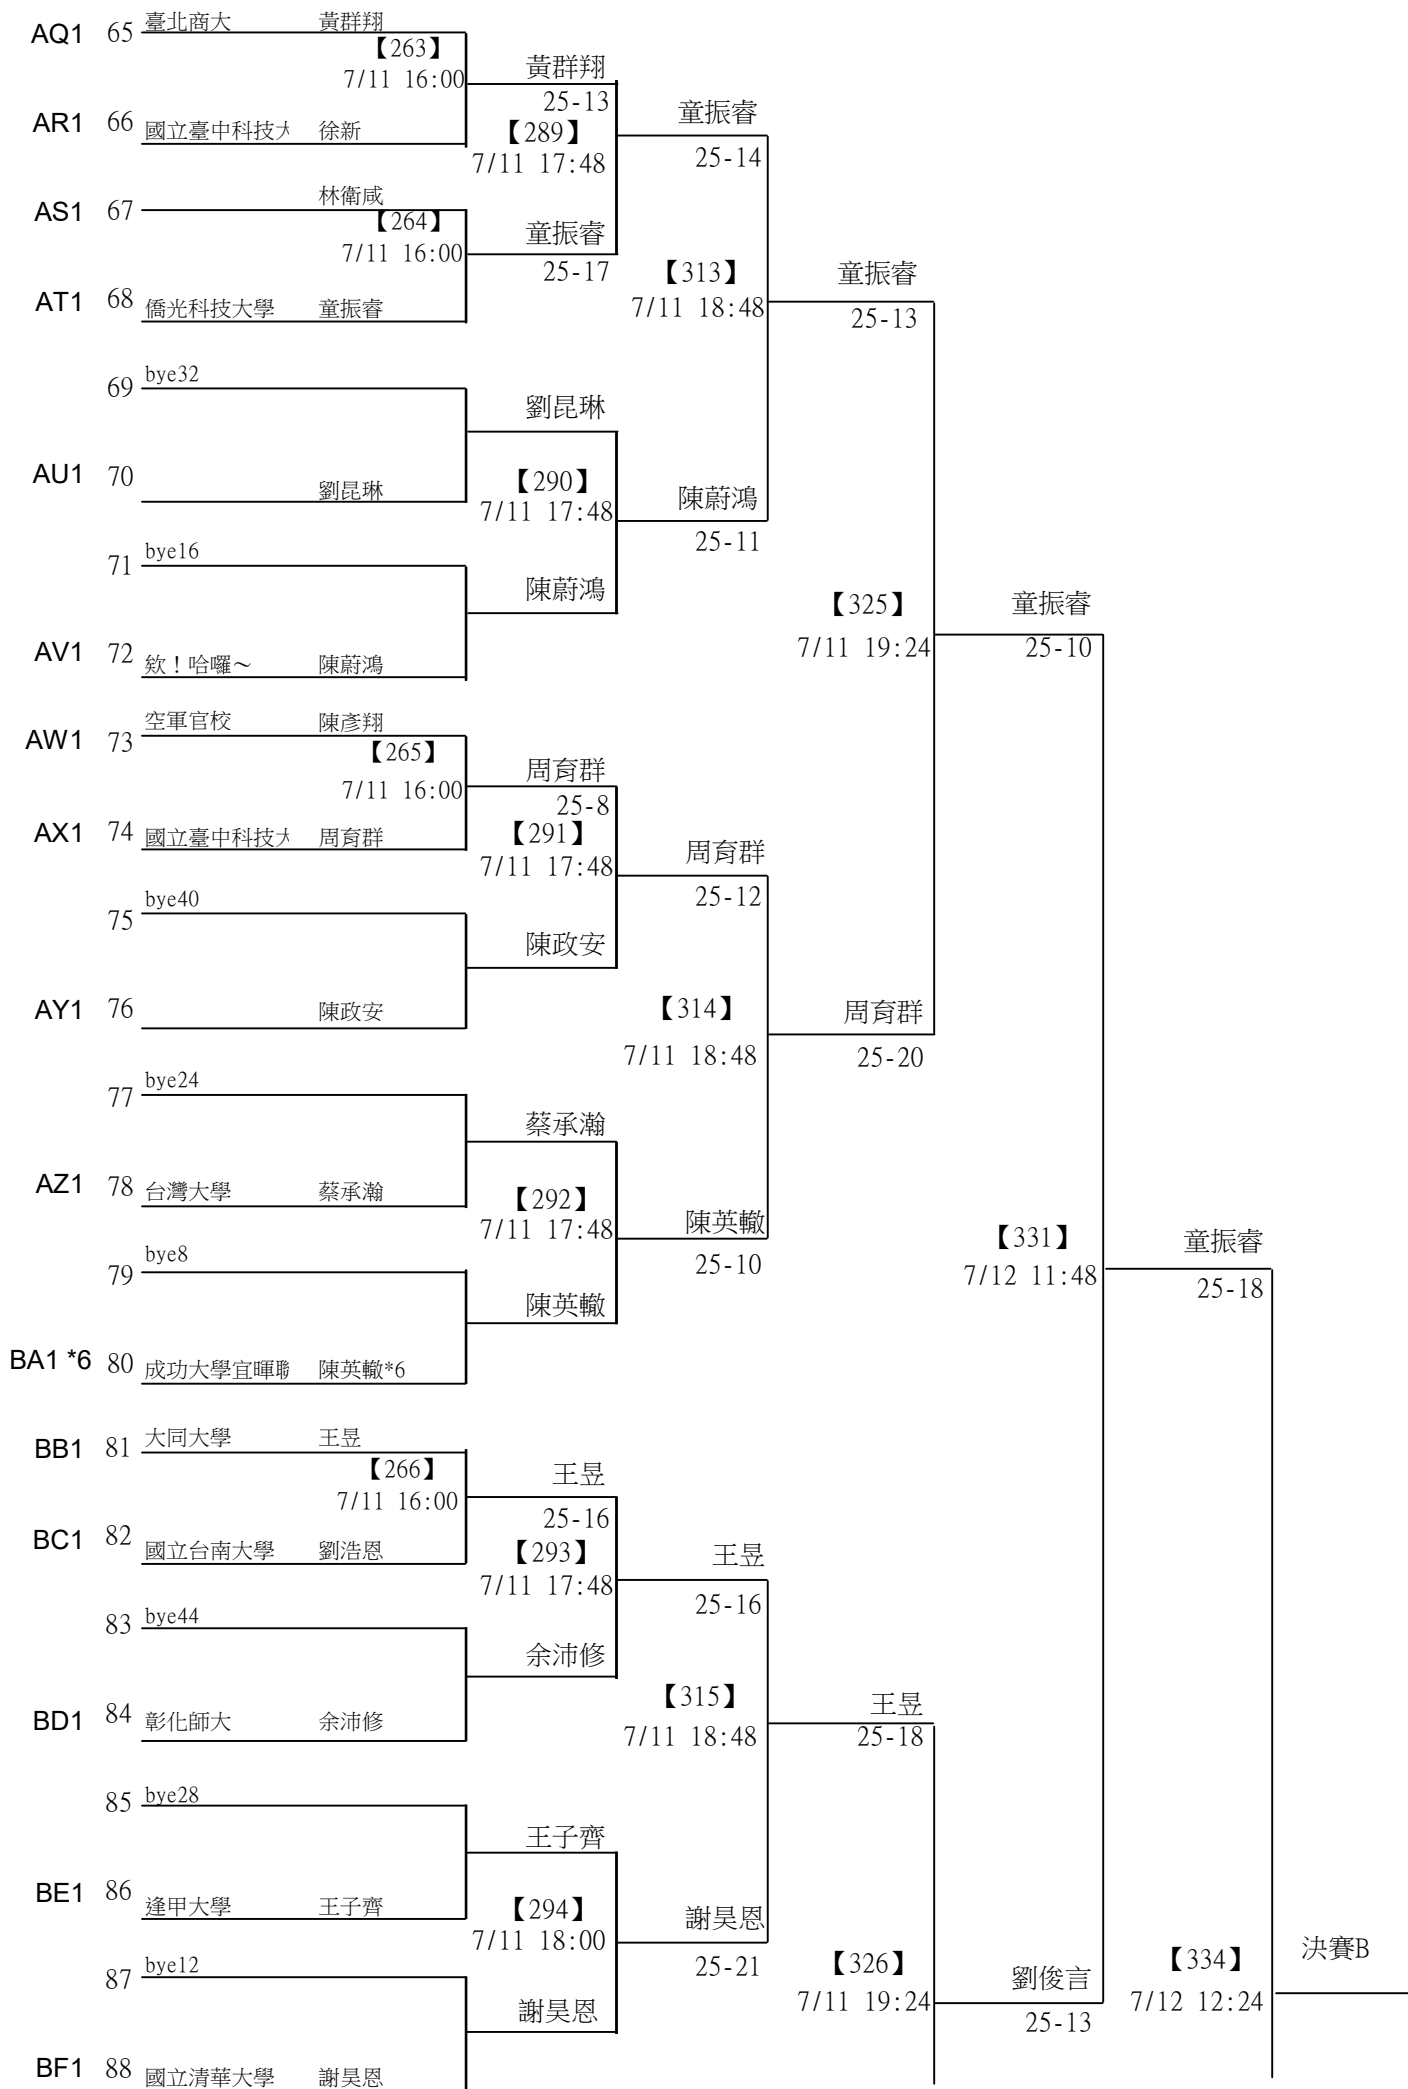 AQ1 65 臺北商大 黃群翔
【263】
7/11 16:00
黃群翔
25-13
AR1 66 國立臺中科技 徐新
【289】
7/11 17:48
童振睿
25-14
AS1 67 林衛咸
【264】
7/11 16:00
童振睿
25-17
AT1 68 僑光科技大學 童振睿
【313】
7/11 18:48
童振睿
25-13
69 bye32
劉昆琳
AU1 70 劉昆琳
【290】
7/11 17:48
陳蔚鴻
25-11
71 bye16
陳蔚鴻
AV1 72 欸！哈囉～ 陳蔚鴻
【325】
7/11 19:24
童振睿
25-10
AW1 73 空軍官校 陳彥翔
【265】
7/11 16:00
周育群
25-8
AX1 74 國立臺中科技 周育群
【291】
7/11 17:48
周育群
25-12
75 bye40
陳政安
AY1 76 陳政安
【314】
7/11 18:48
周育群
25-20
77 bye24
蔡承瀚
AZ1 78 台灣大學 蔡承瀚
【292】
7/11 17:48
陳英轍
25-10
79 bye8
陳英轍
BA1 *6 80 成功大學宜暉 陳英轍*6
【331】
7/12 11:48
童振睿
25-18
BB1 81 大同大學 王昱
【266】
7/11 16:00
王昱
25-16
BC1 82 國立台南大學 劉浩恩
【293】
7/11 17:48
王昱
25-16
83 bye44
余沛修
BD1 84 彰化師大 余沛修
【315】
7/11 18:48
王昱
25-18
85 bye28
王子齊
BE1 86 逢甲大學 王子齊
【294】
7/11 18:00
謝昊恩
25-21
87 bye12
謝昊恩
【326】
7/11 19:24
劉俊言
25-13
【334】
7/12 12:24
決賽B
BF1 88 國立清華大學 謝昊恩